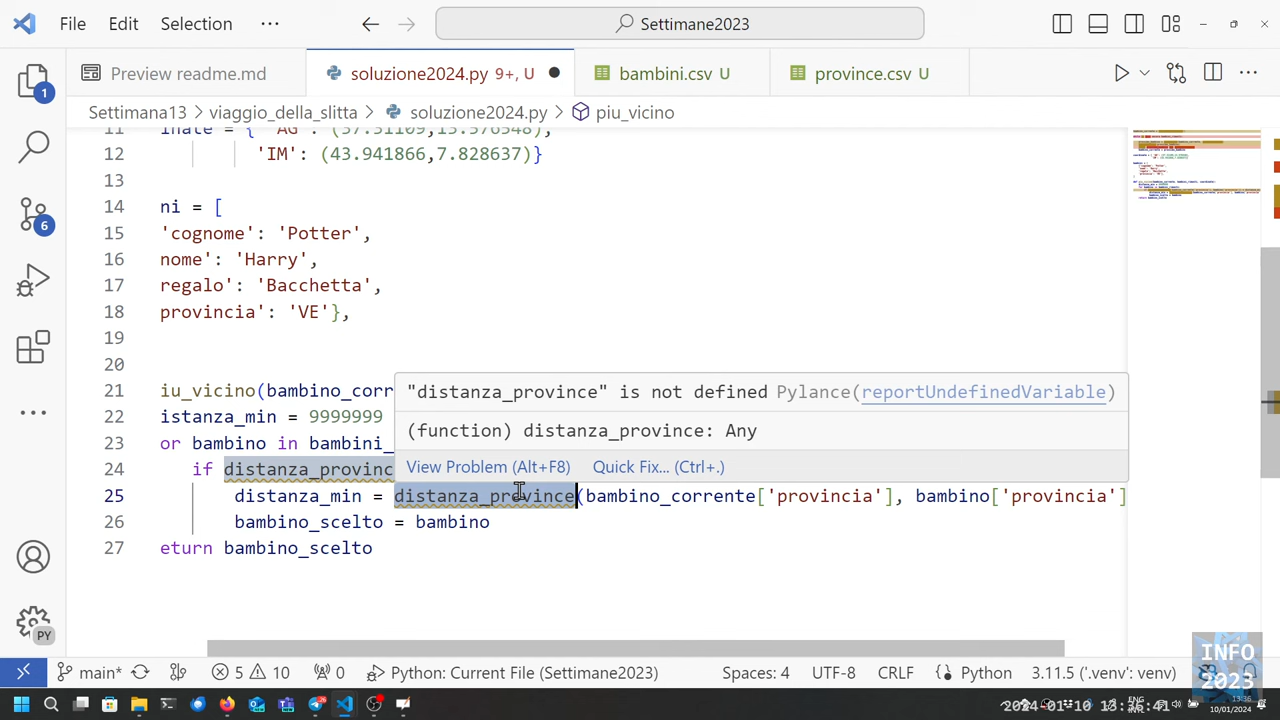 File Edit Selection ··· Settimane2023
Preview readme.md soluzione2024.py 9+, U bambini.csv U province.csv U
Settimana13 > viaggio_della_slitta > soluzione2024.py > piu_vicino
1
12 'IM': (43.941866,7.828637)}
13
14 ni = [
15 'cognome': 'Potter',
16 nome': 'Harry',
17 regalo': 'Bacchetta',
18 provincia': 'VE'},
19
20
21 iu_vicino(bambino_corr
22 istanza_min = 9999999
23 or bambino in bambini_
24 if distanza_provinc
25 distanza_min = distanza_province(bambino_corrente['provincia'], bambino['provincia']
26 bambino_scelto = bambino
27 eturn bambino_scelto
"distanza_province" is not defined Pylance(reportUndefinedVariable)
(function) distanza_province: Any
View Problem (Alt+F8) Quick Fix... (Ctrl+.)
6
PY
main* 5 10 0 Python: Current File (Settimane2023) Spaces: 4 UTF-8 CRLF Python 3.11.5 ('.venv': venv)
INFO
2023
ENG
13:36
10/01/2024